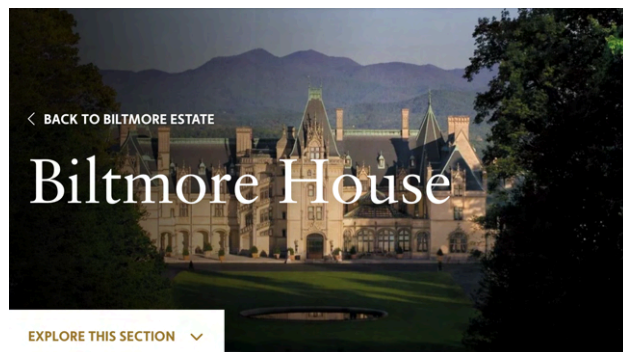 BACK TO BILTMORE ESTATE
Biltmore House
EXPLORE THIS SECTION